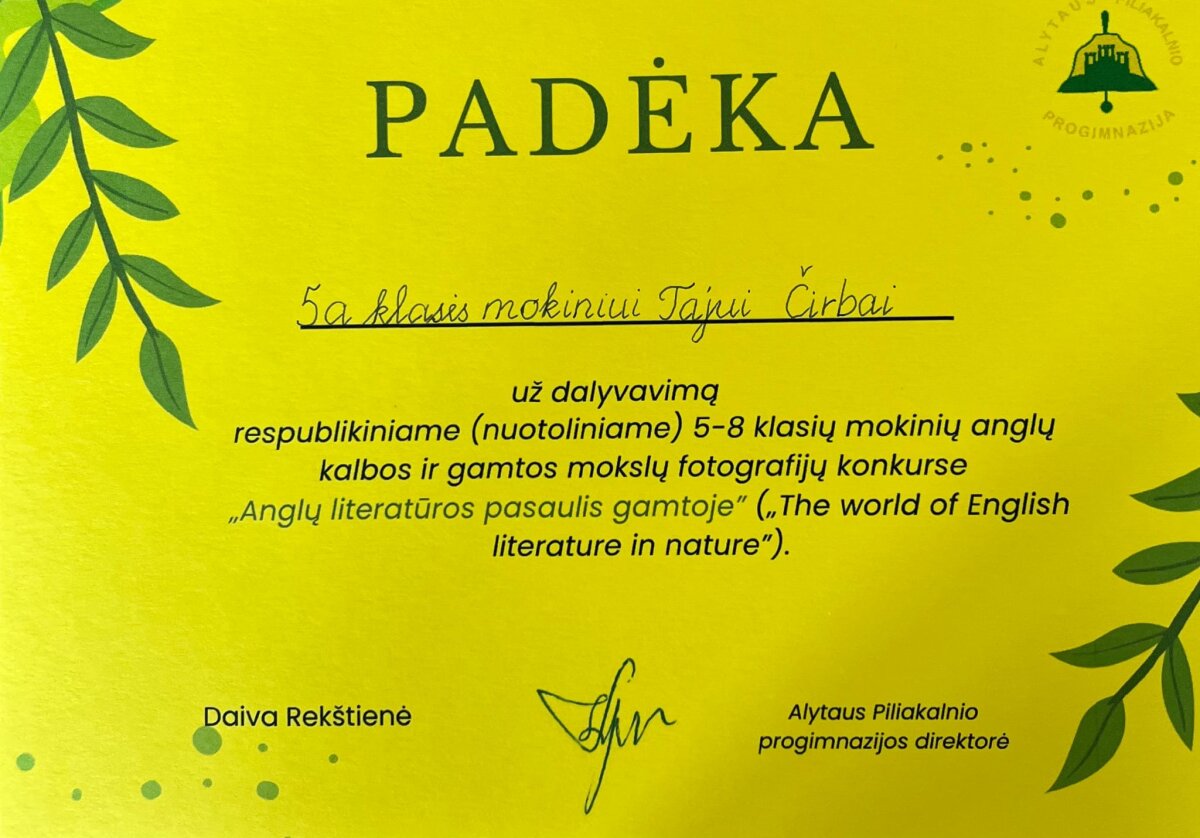 ALYTAUS PILIAKALNIO
PROGIMNAZIJA
PADĖKA
5a klasės mokiniui Tajui Čirbai
už dalyvavimą
respublikiniame (nuotoliniame) 5-8 klasių mokinių anglų
kalbos ir gamtos mokslų fotografijų konkurse
„Anglų literatūros pasaulis gamtoje” („The world of English
literature in nature”).
Daiva Rekštienė
Alytaus Piliakalnio
progimnazijos direktorė